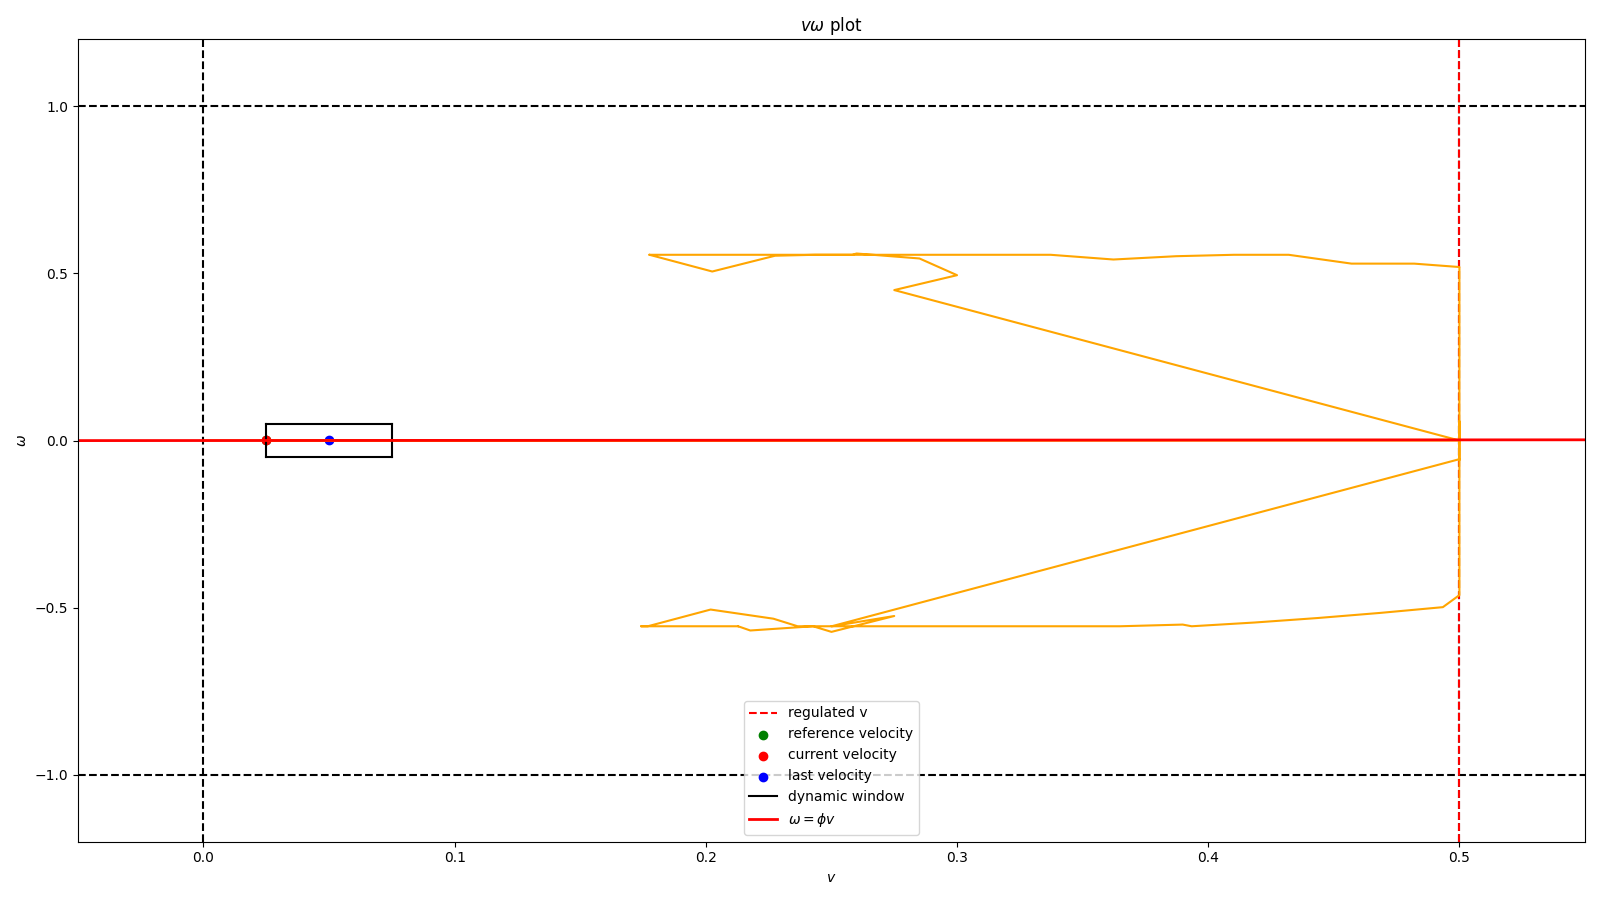 vω plot
1.0
0.5
0.0
−0.5
−1.0
ω
0.0
0.1
0.2
0.3
0.4
0.5
v
regulated v
reference velocity
current velocity
last velocity
dynamic window
ω = ϕv